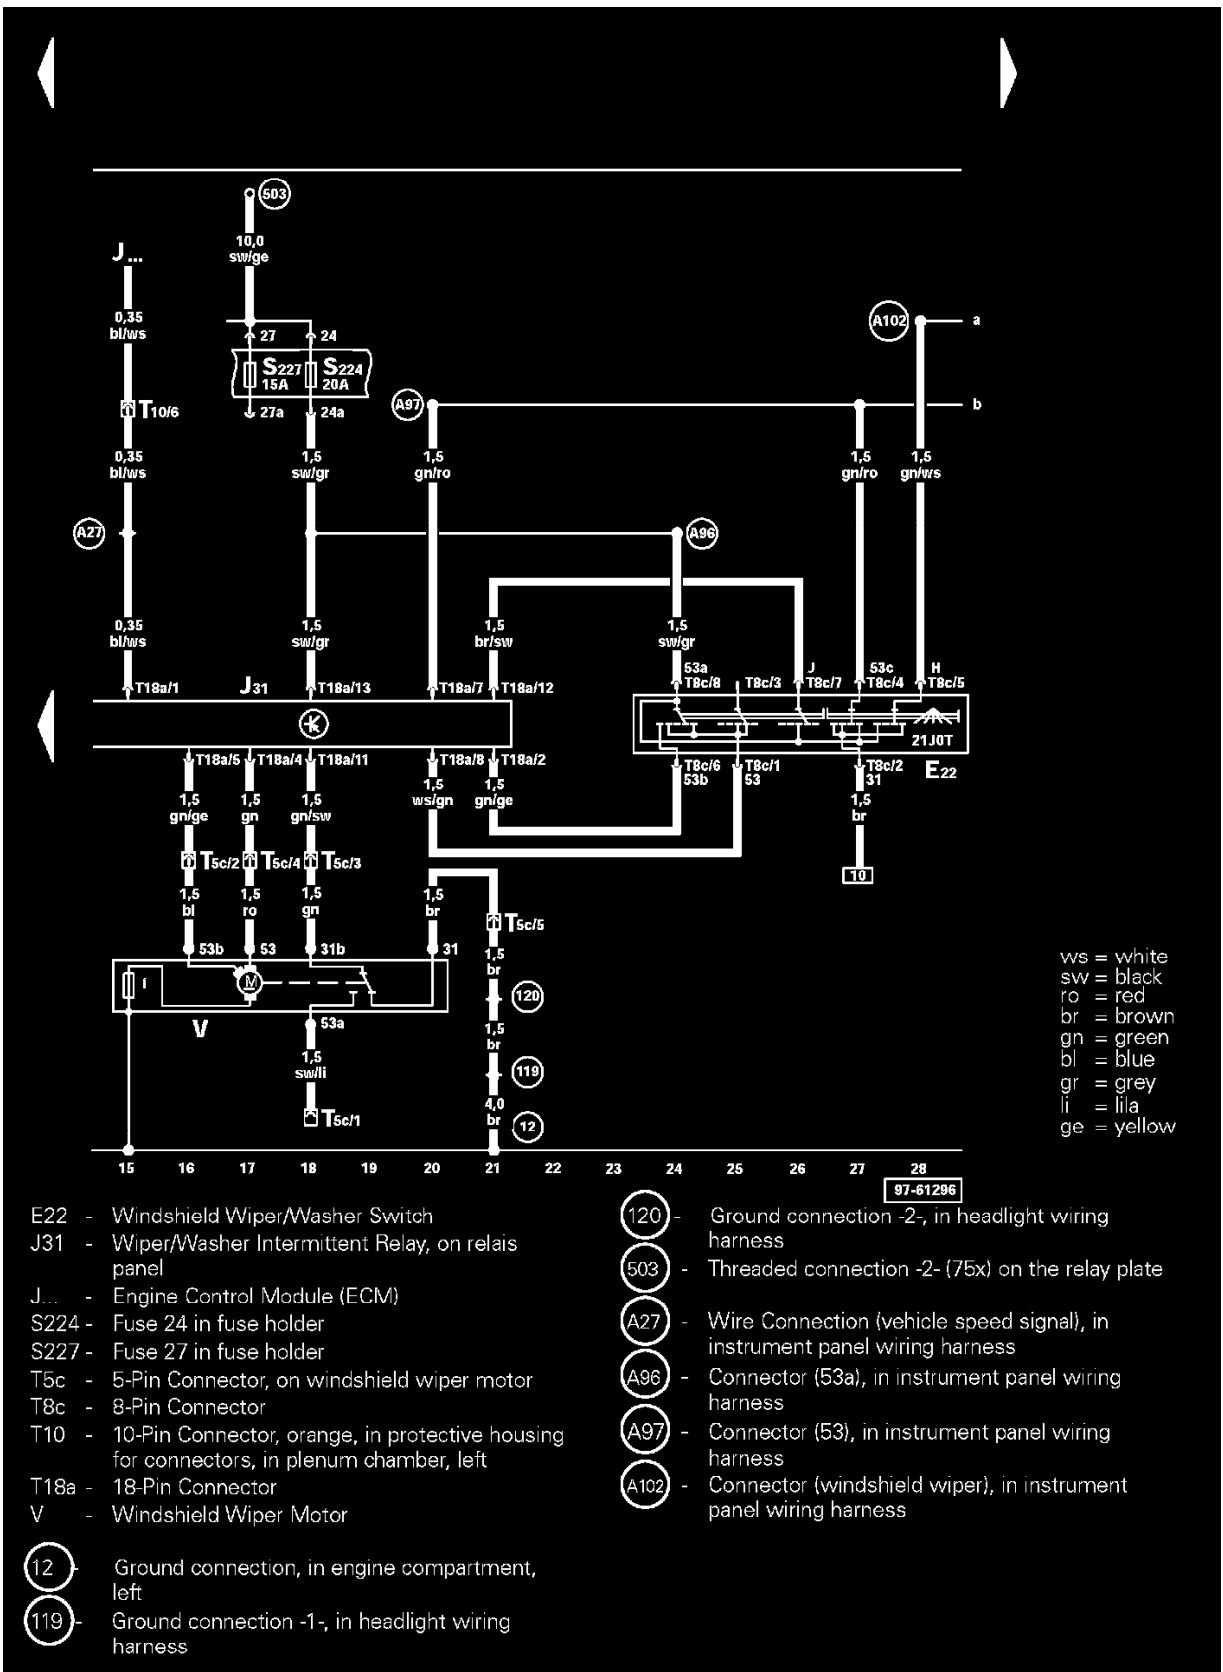 503
10,0
sw/ge
J...
0,35
bl/ws
27
24
S227
15A
S224
20A
27a
24a
A102
a
A97
b
T10/6
0,35
bl/ws
1,5
sw/gr
1,5
gn/ro
1,5
gn/ro
1,5
gn/ws
A27
A96
0,35
bl/ws
1,5
sw/gr
1,5
br/sw
1,5
sw/gr
53a
J
53c
H
T18a/1
J31
T18a/13
T18a/7
T18a/12
T8c/8
T8c/3
T8c/7
T8c/4
T8c/5
K
21J0T
T18a/5
T18a/4
T18a/11
T18a/8
T18a/2
T8c/6
53b
T8c/1
53
T8c/2
31
E22
1,5
gn/ge
1,5
gn
1,5
gn/sw
1,5
ws/gn
1,5
gn/ge
1,5
br
T5c/2
T5c/4
T5c/3
10
1,5
bl
1,5
ro
1,5
gn
1,5
br
T5c/5
53b
53
31b
31
1,5
br
f
M
120
V
53a
1,5
br
1,5
sw/li
119
4,0
br
T5c/1
12
ws = white
sw = black
ro = red
br = brown
gn = green
bl = blue
gr = grey
li = lila
ge = yellow
15 16 17 18 19 20 21 22 23 24 25 26 27 28
97-61296
E22 - Windshield Wiper/Washer Switch
J31 - Wiper/Washer Intermittent Relay, on relais
panel
J... - Engine Control Module (ECM)
S224 - Fuse 24 in fuse holder
S227 - Fuse 27 in fuse holder
T5c - 5-Pin Connector, on windshield wiper motor
T8c - 8-Pin Connector
T10 - 10-Pin Connector, orange, in protective housing
for connectors, in plenum chamber, left
T18a - 18-Pin Connector
V - Windshield Wiper Motor
12 - Ground connection, in engine compartment,
left
119 - Ground connection -1-, in headlight wiring
harness
120 - Ground connection -2-, in headlight wiring
harness
503 - Threaded connection -2- (75x) on the relay plate
A27 - Wire Connection (vehicle speed signal), in
instrument panel wiring harness
A96 - Connector (53a), in instrument panel wiring
harness
A97 - Connector (53), in instrument panel wiring
harness
A102 - Connector (windshield wiper), in instrument
panel wiring harness